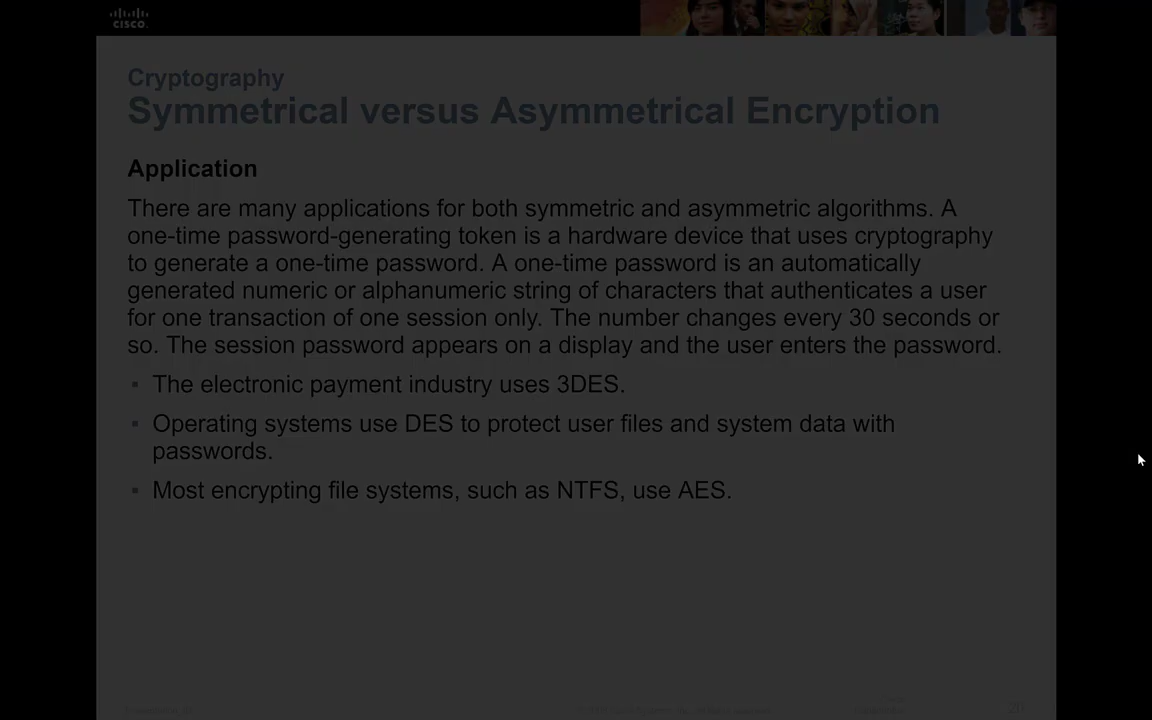 CISCO.
Cryptography
Symmetrical versus Asymmetrical Encryption
Application
There are many applications for both symmetric and asymmetric algorithms. A
one-time password-generating token is a hardware device that uses cryptography
to generate a one-time password. A one-time password is an automatically
generated numeric or alphanumeric string of characters that authenticates a user
for one transaction of one session only. The number changes every 30 seconds or
so. The session password appears on a display and the user enters the password.
▪ The electronic payment industry uses 3DES.
▪ Operating systems use DES to protect user files and system data with
passwords.
▪ Most encrypting file systems, such as NTFS, use AES.
20